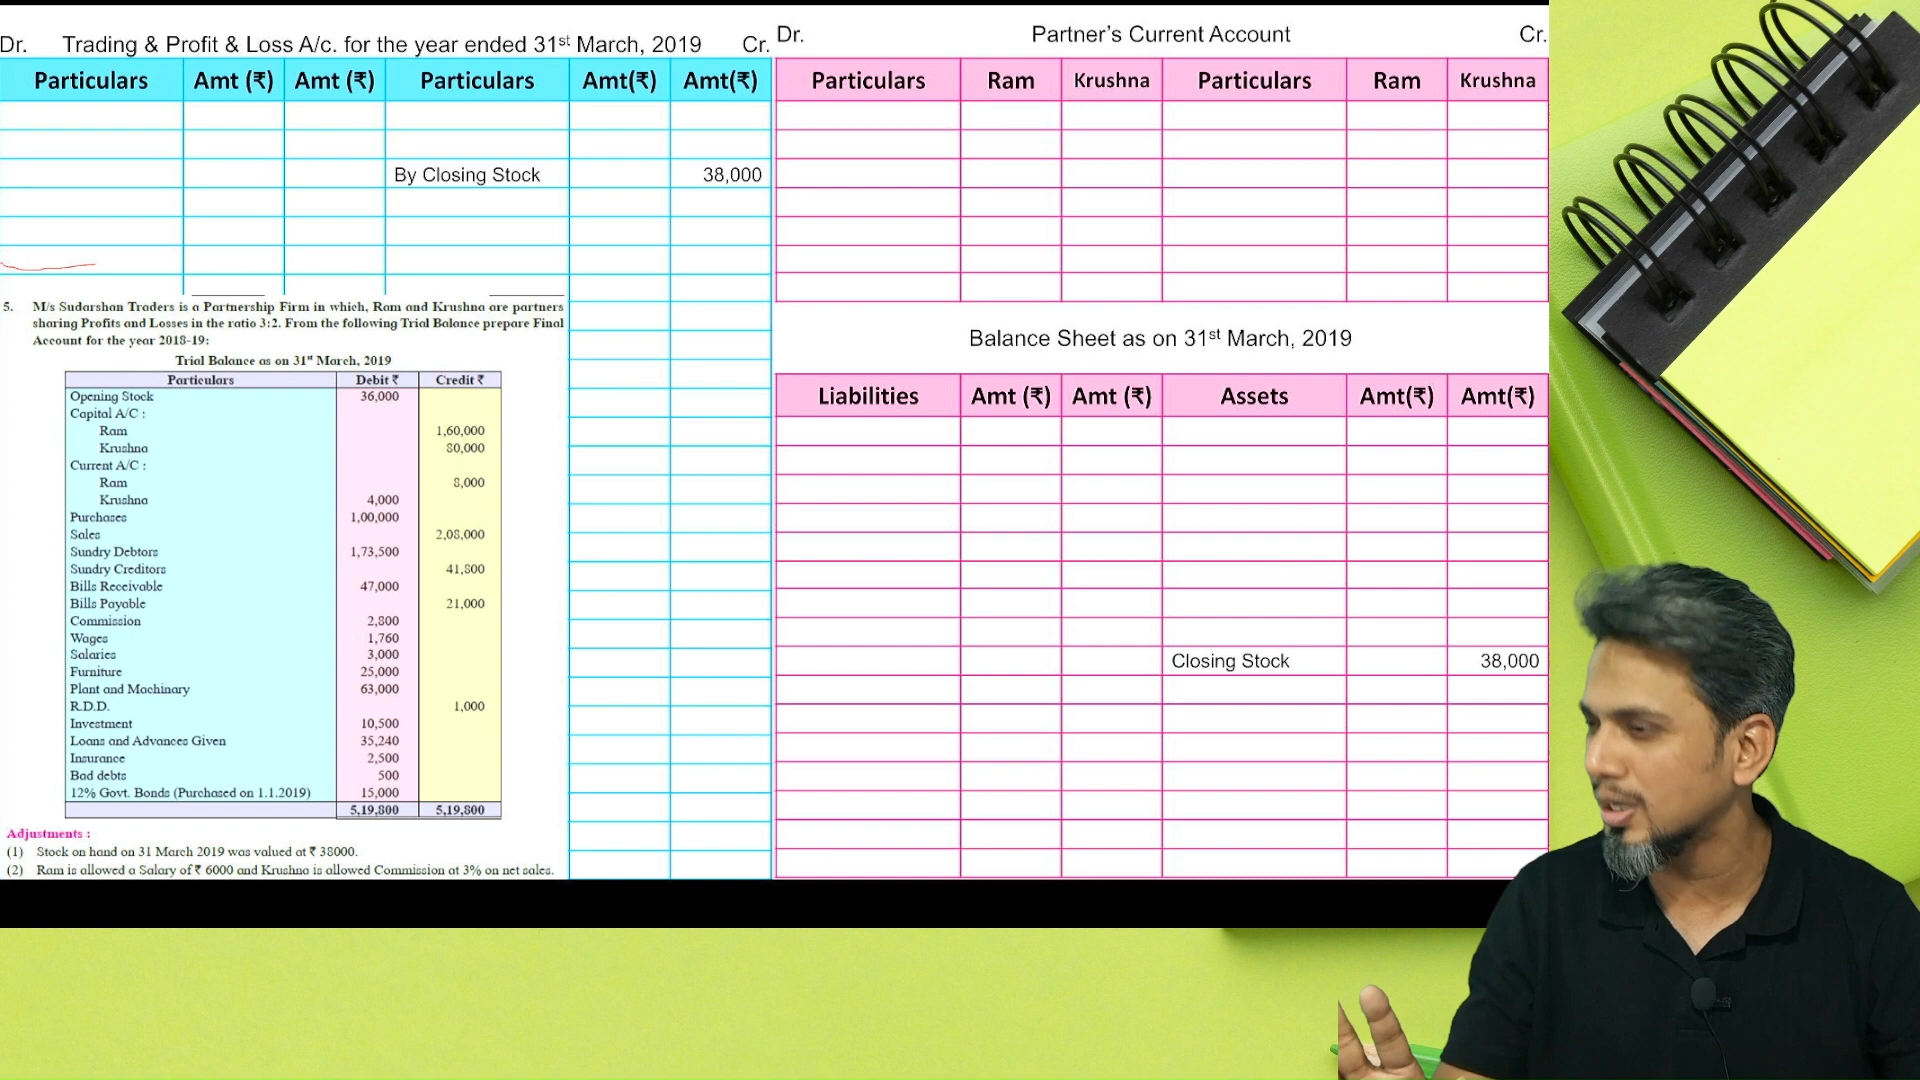 Dr. Trading & Profit & Loss A/c. for the year ended 31st March, 2019 Cr.
Particulars Amt (₹) Amt (₹) Particulars Amt(₹) Amt(₹)
By Closing Stock 38,000
5. M/s Sudarshan Traders is a Partnership Firm in which, Ram and Krushna are partners
sharing Profits and Losses in the ratio 3:2. From the following Trial Balance prepare Final
Account for the year 2018-19:
Trial Balance as on 31st March, 2019
Particulars Debit ₹ Credit ₹
Opening Stock 36,000
Capital A/C :
Ram 1,60,000
Krushna 80,000
Current A/C :
Ram 8,000
Krushna 4,000
Purchases 1,00,000
Sales 2,08,000
Sundry Debtors 1,73,500
Sundry Creditors 41,800
Bills Receivable 47,000
Bills Payable 21,000
Commission 2,800
Wages 1,760
Salaries 3,000
Furniture 25,000
Plant and Machinary 63,000
R.D.D. 1,000
Investment 10,500
Loans and Advances Given 35,240
Insurance 2,500
Bad debts 500
12% Govt. Bonds (Purchased on 1.1.2019) 15,000
5,19,800 5,19,800
Adjustments :
(1) Stock on hand on 31 March 2019 was valued at ₹ 38000.
(2) Ram is allowed a Salary of ₹ 6000 and Krushna is allowed Commission at 3% on net sales.
Dr. Partner's Current Account Cr.
Particulars Ram Krushna Particulars Ram Krushna
Balance Sheet as on 31st March, 2019
Liabilities Amt (₹) Amt (₹) Assets Amt(₹) Amt(₹)
Closing Stock 38,000